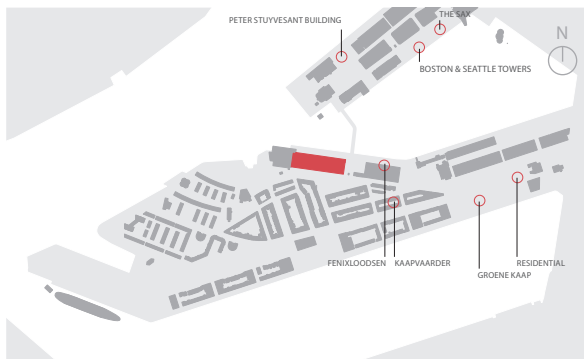 THE SAX
PETER STUYVESANT BUILDING
N
BOSTON & SEATTLE TOWERS
FENIXLOODSEN
KAAPVAARDER
RESIDENTIAL
GROENE KAAP